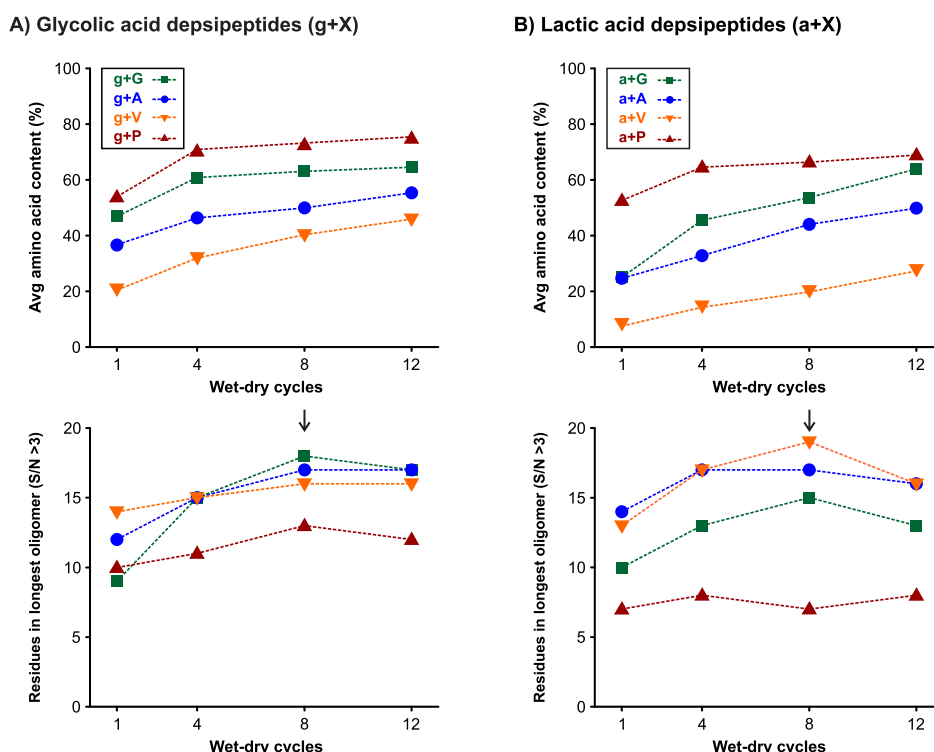 A) Glycolic acid depsipeptides (g+X)
100
80
60
40
20
0
Avg amino acid content (%)
g+G
g+A
g+V
g+P
1 4 8 12
Wet-dry cycles
20
15
10
5
0
Residues in longest oligomer (S/N >3)
1 4 8 12
Wet-dry cycles
B) Lactic acid depsipeptides (a+X)
100
80
60
40
20
0
Avg amino acid content (%)
a+G
a+A
a+V
a+P
1 4 8 12
Wet-dry cycles
20
15
10
5
0
Residues in longest oligomer (S/N >3)
1 4 8 12
Wet-dry cycles